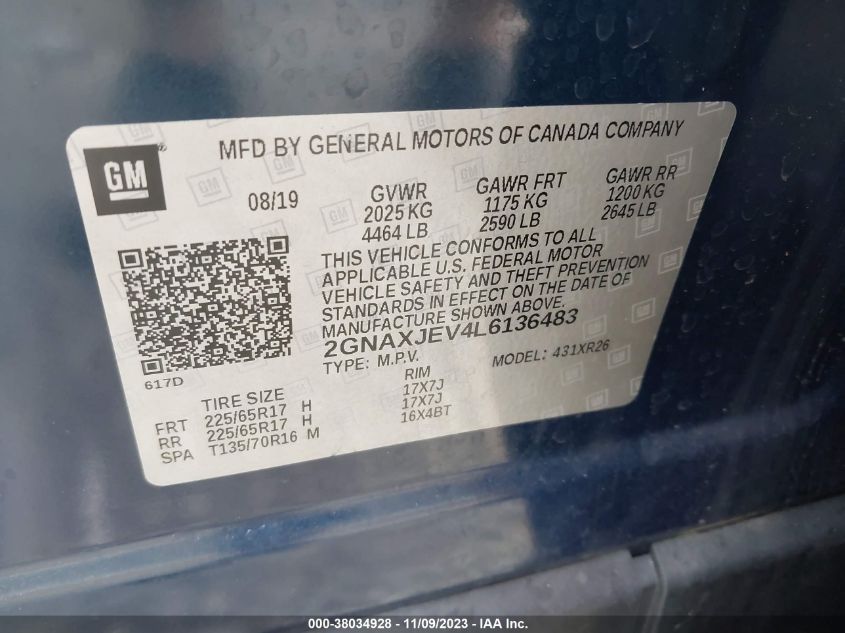 GM
MFD BY GENERAL MOTORS OF CANADA COMPANY
08/19
GVWR
2025 KG
4464 LB
GAWR FRT
1175 KG
2590 LB
GAWR RR
1200 KG
2645 LB
THIS VEHICLE CONFORMS TO ALL
APPLICABLE U.S. FEDERAL MOTOR
VEHICLE SAFETY AND THEFT PREVENTION
STANDARDS IN EFFECT ON THE DATE OF
MANUFACTURE SHOWN ABOVE.
2GNAXJEV4L6136483
TYPE: M.P.V. MODEL: 431XR26
617D
TIRE SIZE RIM
FRT 225/65R17 H 17X7J
RR 225/65R17 H 17X7J
SPA T135/70R16 M 16X4BT
000-38034928 - 11/09/2023 - IAA Inc.